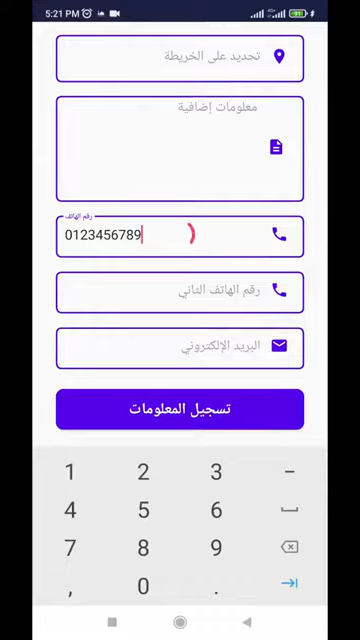 5:21 PM
تحديد على الخريطة
معلومات إضافية
رقم الهاتف
0123456789
رقم الهاتف الثاني
البريد الإلكتروني
تسجيل المعلومات
1 2 3 -
4 5 6
7 8 9
, 0 .